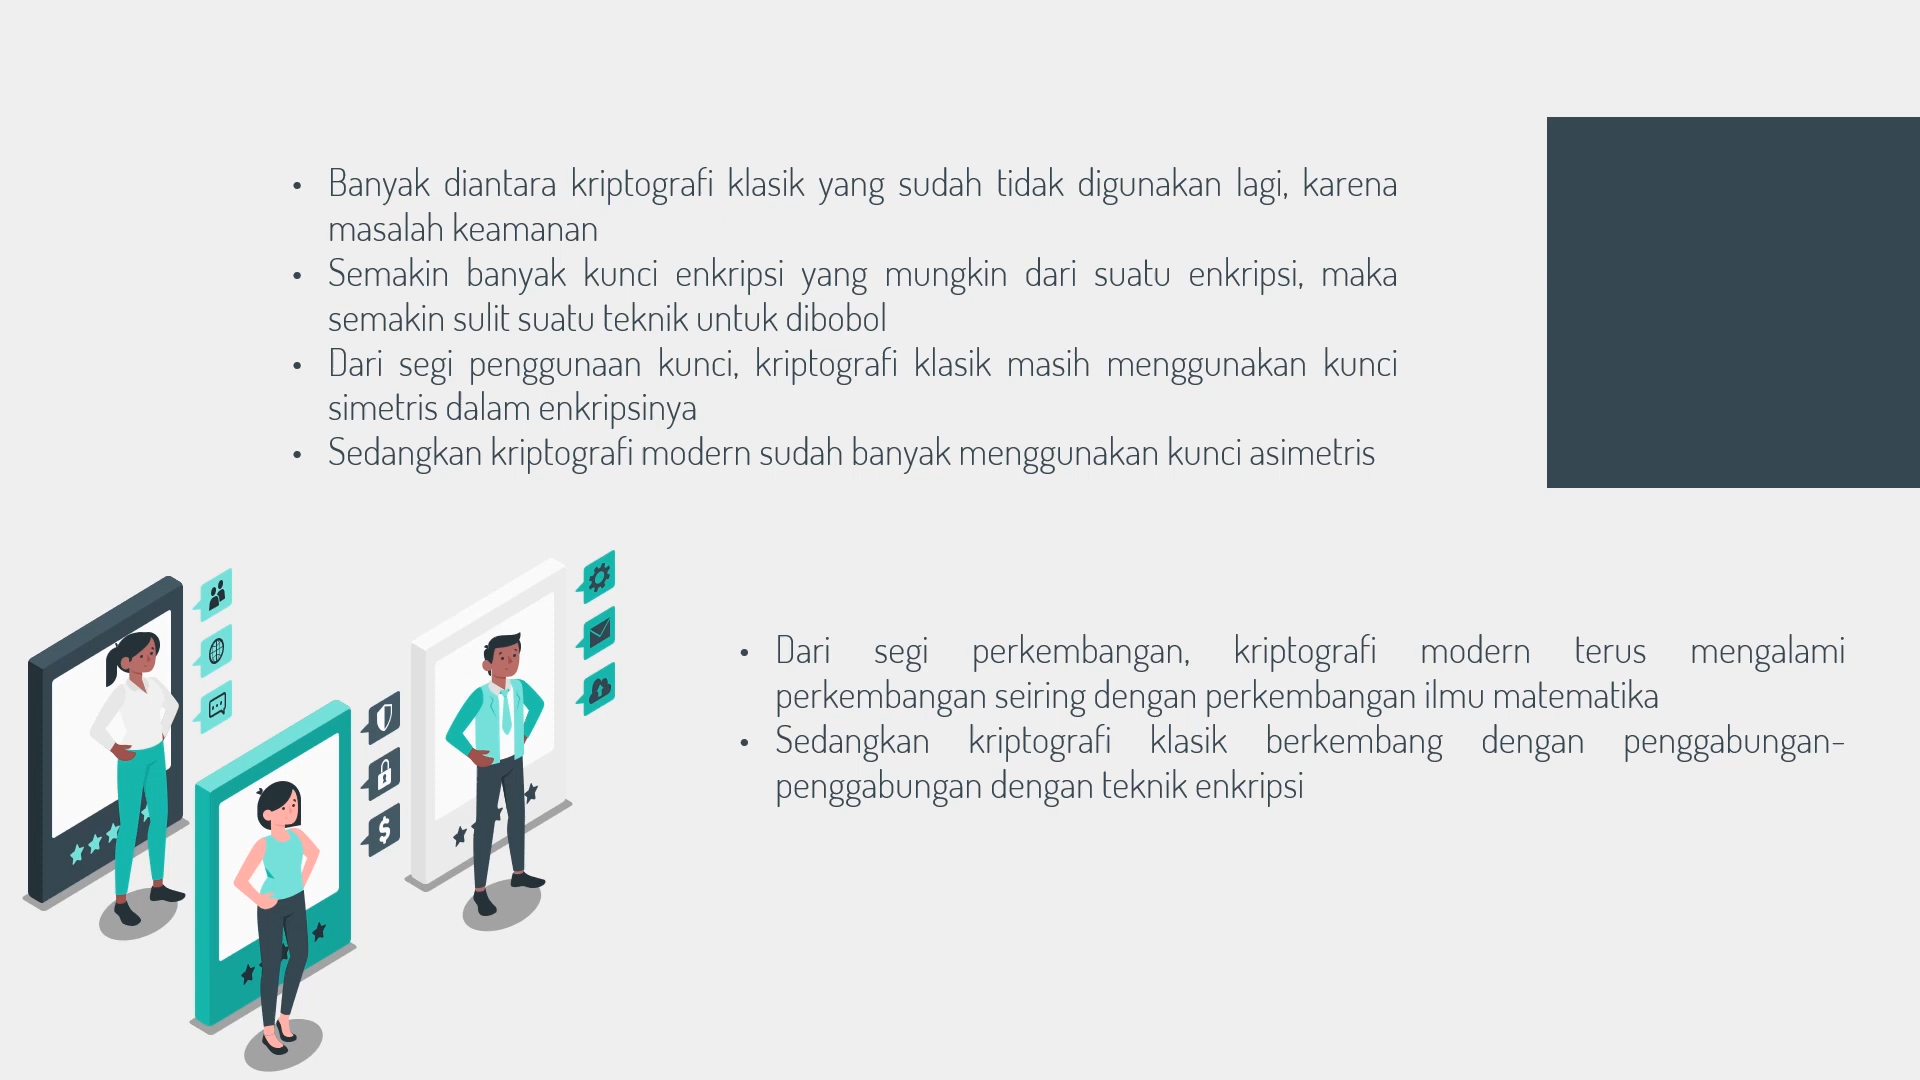 • Banyak diantara kriptografi klasik yang sudah tidak digunakan lagi, karena
masalah keamanan
• Semakin banyak kunci enkripsi yang mungkin dari suatu enkripsi, maka
semakin sulit suatu teknik untuk dibobol
• Dari segi penggunaan kunci, kriptografi klasik masih menggunakan kunci
simetris dalam enkripsinya
• Sedangkan kriptografi modern sudah banyak menggunakan kunci asimetris
• Dari segi perkembangan, kriptografi modern terus mengalami
perkembangan seiring dengan perkembangan ilmu matematika
• Sedangkan kriptografi klasik berkembang dengan penggabungan-
penggabungan dengan teknik enkripsi